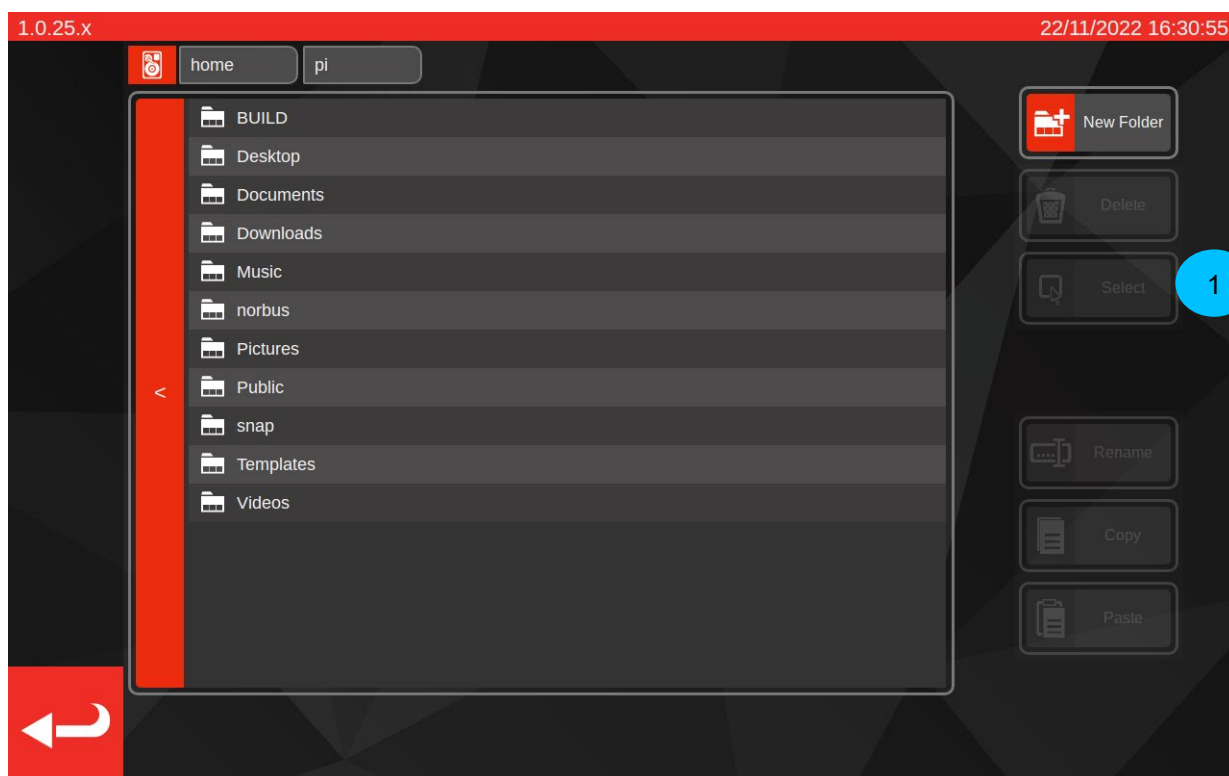 1.0.25.x
22/11/2022 16:30:55
home
pi
BUILD
Desktop
Documents
Downloads
Music
norbus
Pictures
Public
snap
Templates
Videos
<
New Folder
Delete
Select
1
Rename
Copy
Paste